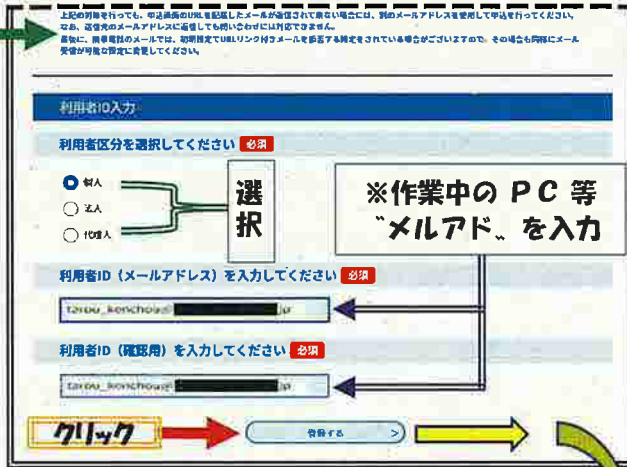 上記の対策を行っても、申込画面のURLを記載したメールが返信されて来ない場合には、別のメールアドレスを使用して申込を行ってください。
なお、送信元のメールアドレスに返信しても問い合わせには対応できません。
最後に、携帯電話のメールでは、初期設定でURLリンク付きメールを拒否する設定をされている場合がございますので、その場合も同様にメール
受信が可能な設定に変更してください。
利用者ID入力
利用者区分を選択してください 必須
個人
法人
代理人
選択
※作業中の PC 等
〝メルアド〟を入力
利用者ID（メールアドレス）を入力してください 必須
tarou_kenchou@ jp
利用者ID（確認用）を入力してください 必須
tarou_kenchou@ jp
クリック
登録する >